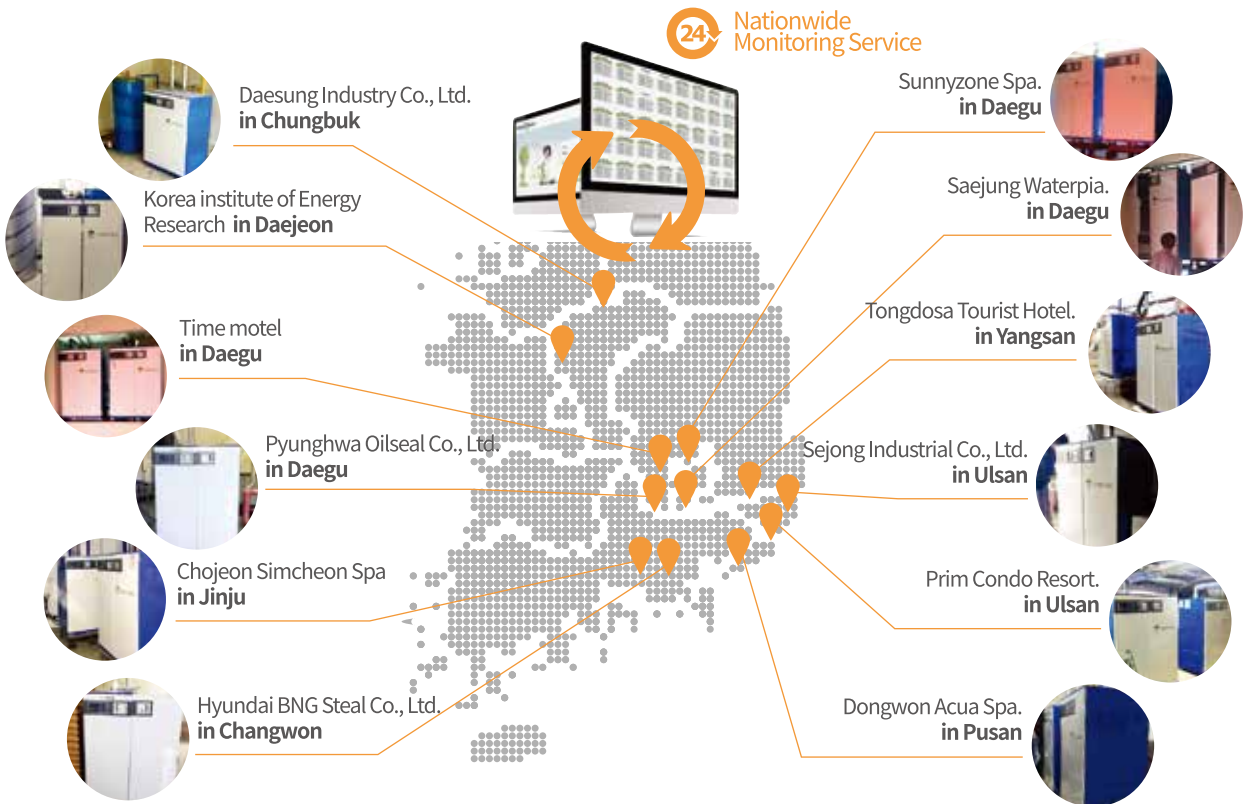 24
Nationwide
Monitoring Service
Daesung Industry Co., Ltd.
in Chungbuk
Korea institute of Energy
Research in Daejeon
Time motel
in Daegu
Pyunghwa Oilseal Co., Ltd.
in Daegu
Chojeon Simcheon Spa
in Jinju
Hyundai BNG Steal Co., Ltd.
in Changwon
Sunnyzone Spa.
in Daegu
Saejung Waterpia.
in Daegu
Tongdosa Tourist Hotel.
in Yangsan
Sejong Industrial Co., Ltd.
in Ulsan
Prim Condo Resort.
in Ulsan
Dongwon Acua Spa.
in Pusan